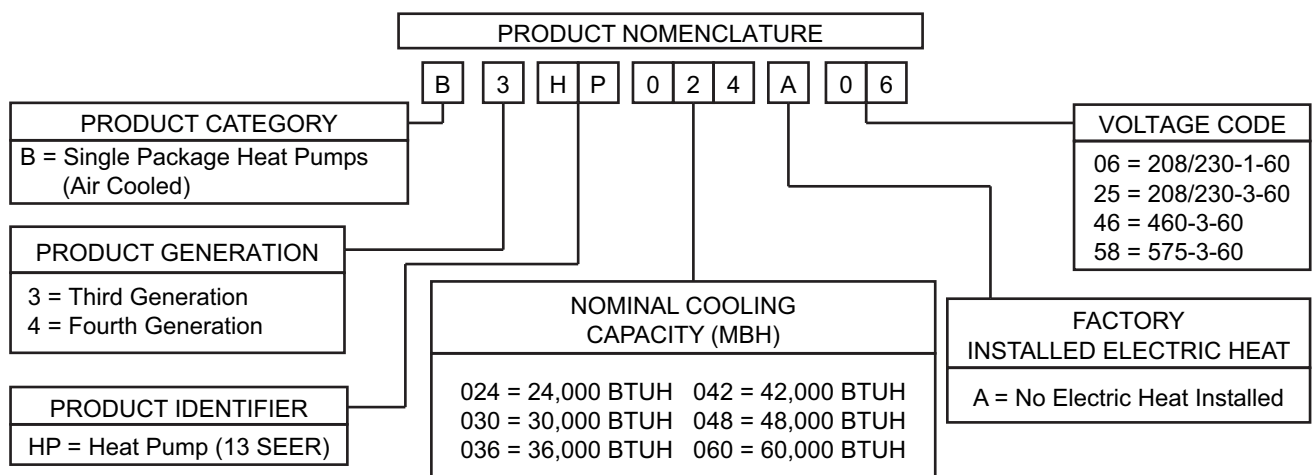 PRODUCT NOMENCLATURE
B 3 H P 0 2 4 A 0 6
PRODUCT CATEGORY
B = Single Package Heat Pumps
(Air Cooled)
PRODUCT GENERATION
3 = Third Generation
4 = Fourth Generation
PRODUCT IDENTIFIER
HP = Heat Pump (13 SEER)
NOMINAL COOLING
CAPACITY (MBH)
024 = 24,000 BTUH 042 = 42,000 BTUH
030 = 30,000 BTUH 048 = 48,000 BTUH
036 = 36,000 BTUH 060 = 60,000 BTUH
VOLTAGE CODE
06 = 208/230-1-60
25 = 208/230-3-60
46 = 460-3-60
58 = 575-3-60
FACTORY
INSTALLED ELECTRIC HEAT
A = No Electric Heat Installed